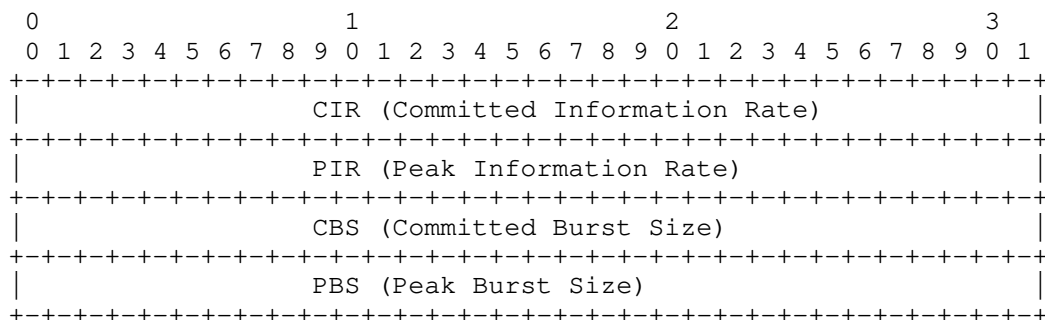 0                   1                   2                   3
 0 1 2 3 4 5 6 7 8 9 0 1 2 3 4 5 6 7 8 9 0 1 2 3 4 5 6 7 8 9 0 1
+-+-+-+-+-+-+-+-+-+-+-+-+-+-+-+-+-+-+-+-+-+-+-+-+-+-+-+-+-+-+-+-+
|                  CIR (Committed Information Rate)             |
+-+-+-+-+-+-+-+-+-+-+-+-+-+-+-+-+-+-+-+-+-+-+-+-+-+-+-+-+-+-+-+-+
|                  PIR (Peak Information Rate)                  |
+-+-+-+-+-+-+-+-+-+-+-+-+-+-+-+-+-+-+-+-+-+-+-+-+-+-+-+-+-+-+-+-+
|                  CBS (Committed Burst Size)                   |
+-+-+-+-+-+-+-+-+-+-+-+-+-+-+-+-+-+-+-+-+-+-+-+-+-+-+-+-+-+-+-+-+
|                  PBS (Peak Burst Size)                        |
+-+-+-+-+-+-+-+-+-+-+-+-+-+-+-+-+-+-+-+-+-+-+-+-+-+-+-+-+-+-+-+-+